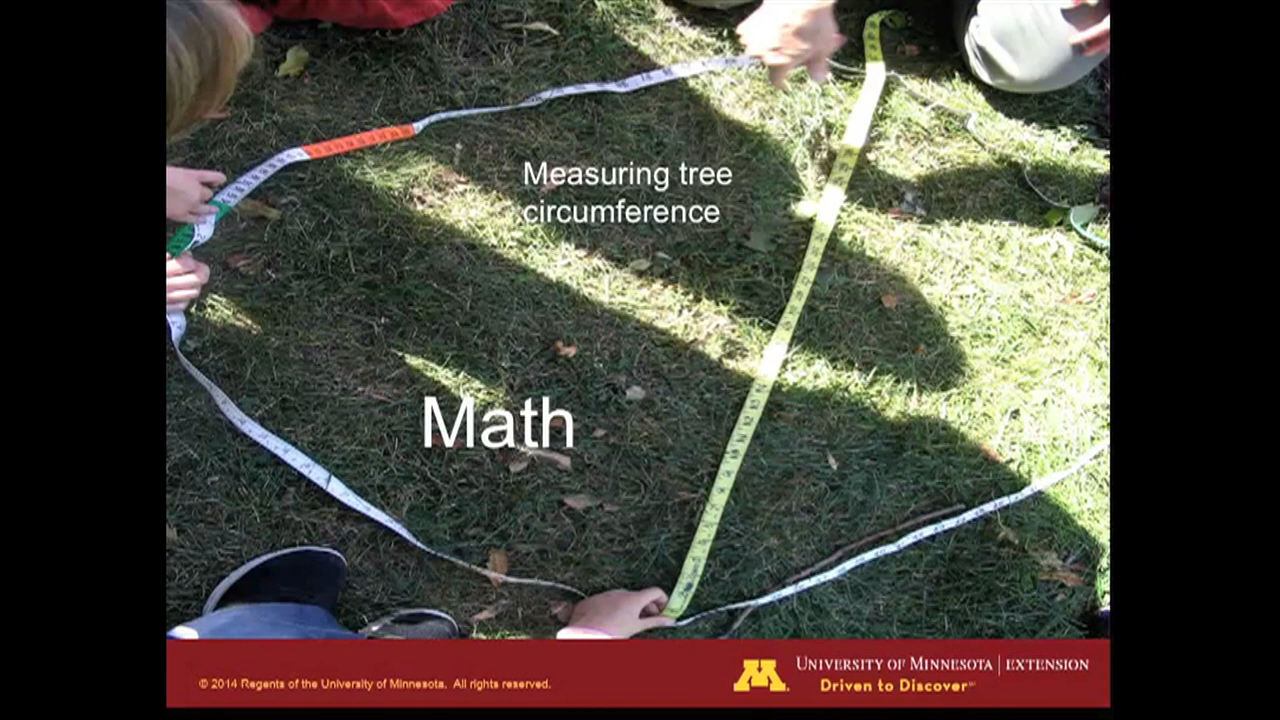 Measuring tree
circumference
Math
© 2014 Regents of the University of Minnesota. All rights reserved.
M
UNIVERSITY OF MINNESOTA | EXTENSION
Driven to Discover℠